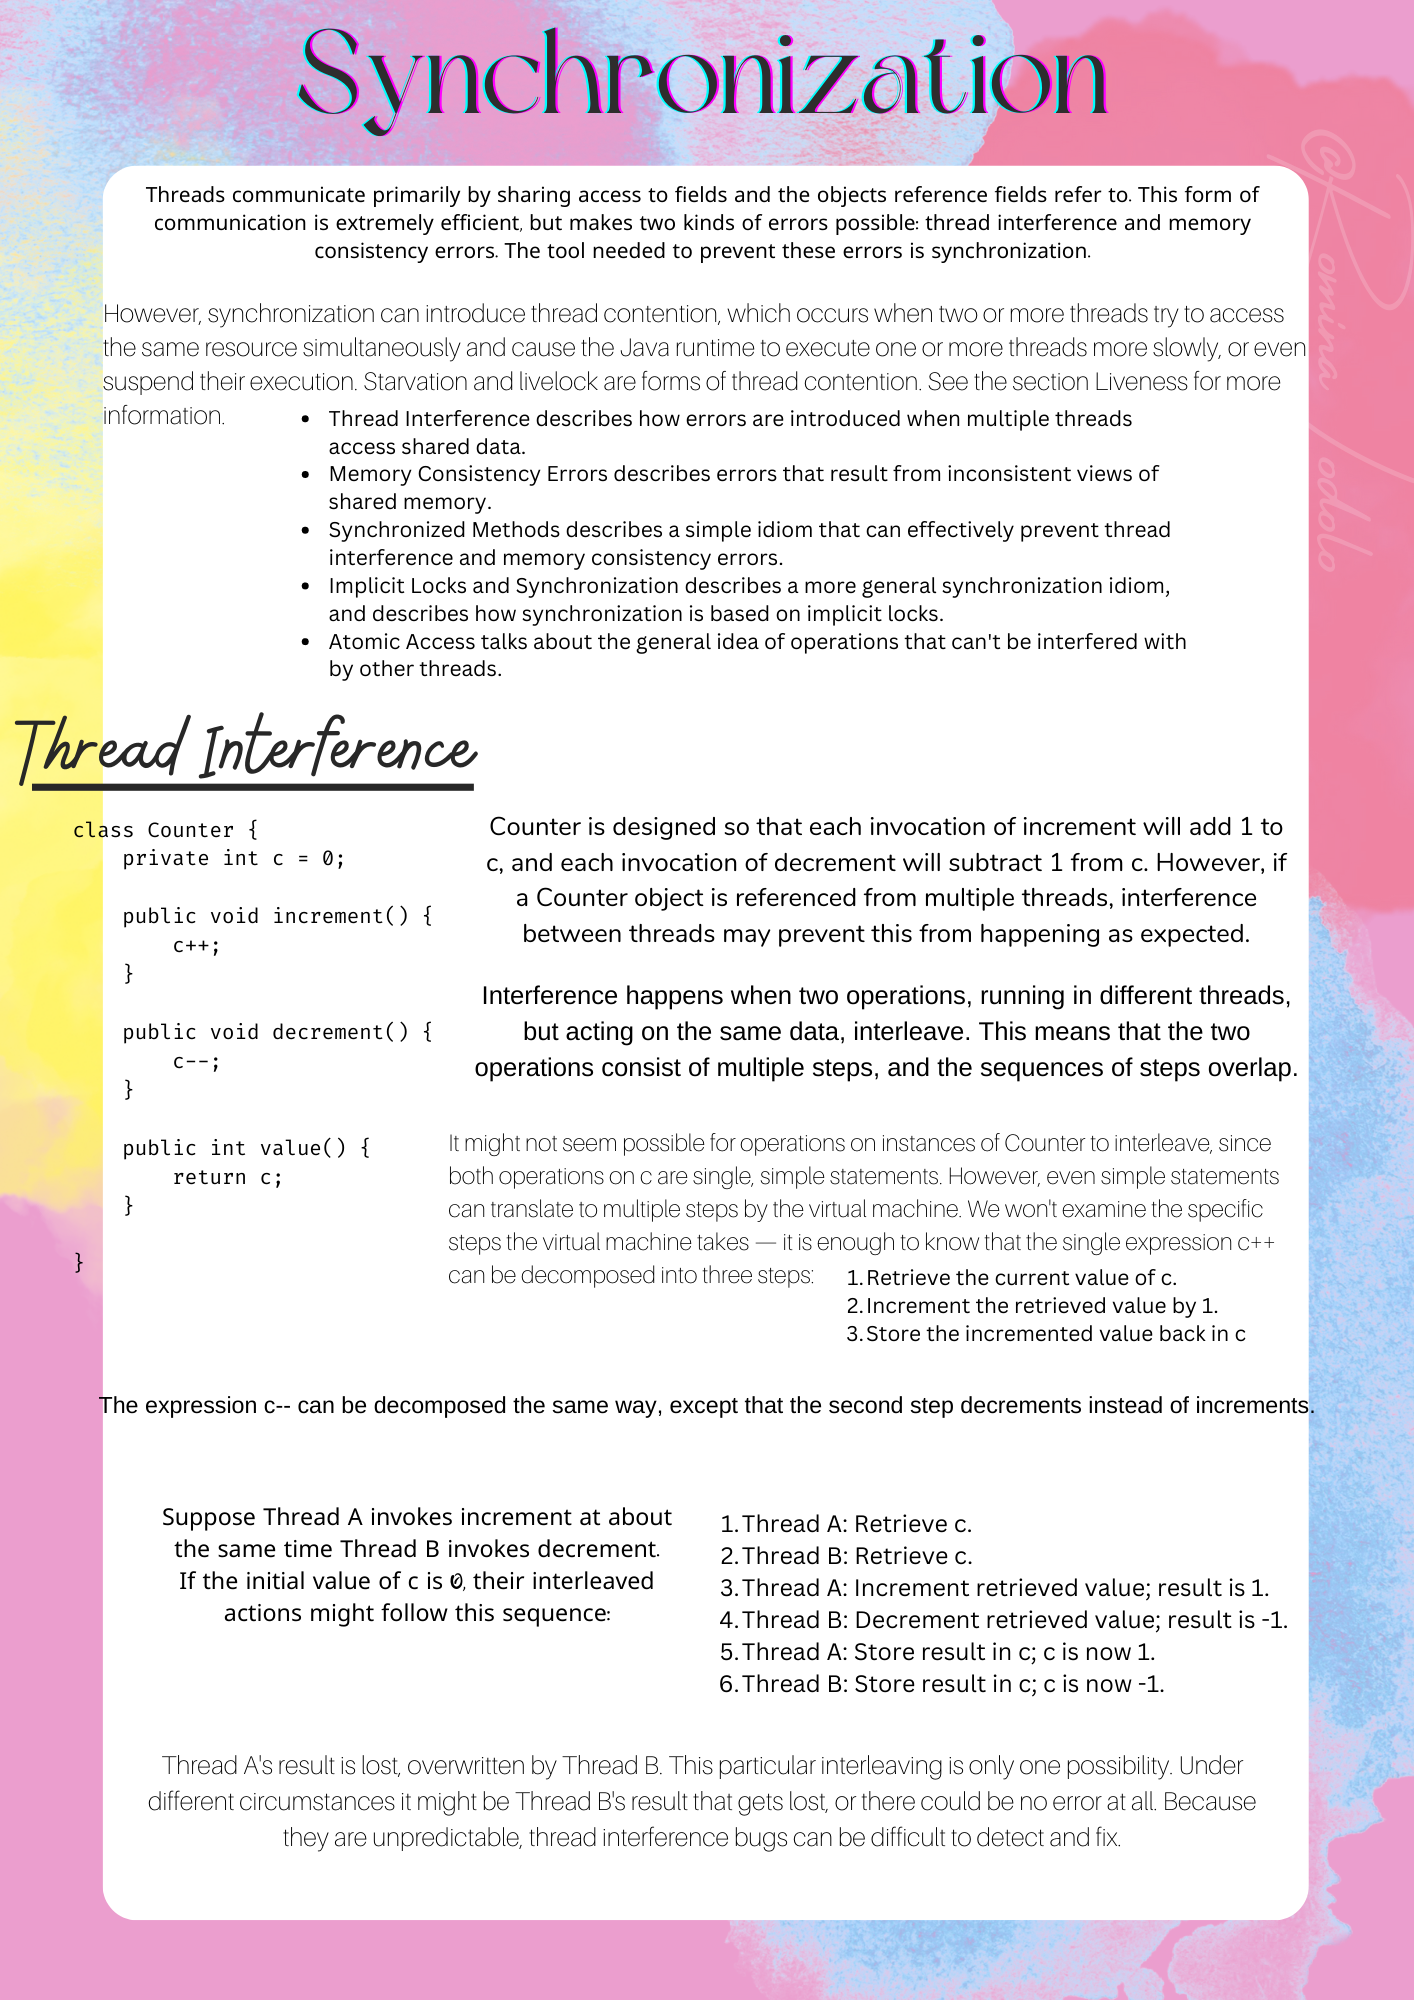 Synchronization
@Romina Jodolo
Threads communicate primarily by sharing access to fields and the objects reference fields refer to. This form of
communication is extremely efficient, but makes two kinds of errors possible: thread interference and memory
consistency errors. The tool needed to prevent these errors is synchronization.
However, synchronization can introduce thread contention, which occurs when two or more threads try to access
the same resource simultaneously and cause the Java runtime to execute one or more threads more slowly, or even
suspend their execution. Starvation and livelock are forms of thread contention. See the section Liveness for more
information.
• Thread Interference describes how errors are introduced when multiple threads
access shared data.
• Memory Consistency Errors describes errors that result from inconsistent views of
shared memory.
• Synchronized Methods describes a simple idiom that can effectively prevent thread
interference and memory consistency errors.
• Implicit Locks and Synchronization describes a more general synchronization idiom,
and describes how synchronization is based on implicit locks.
• Atomic Access talks about the general idea of operations that can't be interfered with
by other threads.
Thread Interference
class Counter {
    private int c = 0;
    public void increment() {
        c++;
    }
    public void decrement() {
        c--;
    }
    public int value() {
        return c;
    }
}
Counter is designed so that each invocation of increment will add 1 to
c, and each invocation of decrement will subtract 1 from c. However, if
a Counter object is referenced from multiple threads, interference
between threads may prevent this from happening as expected.
Interference happens when two operations, running in different threads,
but acting on the same data, interleave. This means that the two
operations consist of multiple steps, and the sequences of steps overlap.
It might not seem possible for operations on instances of Counter to interleave, since
both operations on c are single, simple statements. However, even simple statements
can translate to multiple steps by the virtual machine. We won't examine the specific
steps the virtual machine takes — it is enough to know that the single expression c++
can be decomposed into three steps:
1. Retrieve the current value of c.
2. Increment the retrieved value by 1.
3. Store the incremented value back in c
The expression c-- can be decomposed the same way, except that the second step decrements instead of increments.
Suppose Thread A invokes increment at about
the same time Thread B invokes decrement.
If the initial value of c is 0, their interleaved
actions might follow this sequence:
1. Thread A: Retrieve c.
2. Thread B: Retrieve c.
3. Thread A: Increment retrieved value; result is 1.
4. Thread B: Decrement retrieved value; result is -1.
5. Thread A: Store result in c; c is now 1.
6. Thread B: Store result in c; c is now -1.
Thread A's result is lost, overwritten by Thread B. This particular interleaving is only one possibility. Under
different circumstances it might be Thread B's result that gets lost, or there could be no error at all. Because
they are unpredictable, thread interference bugs can be difficult to detect and fix.